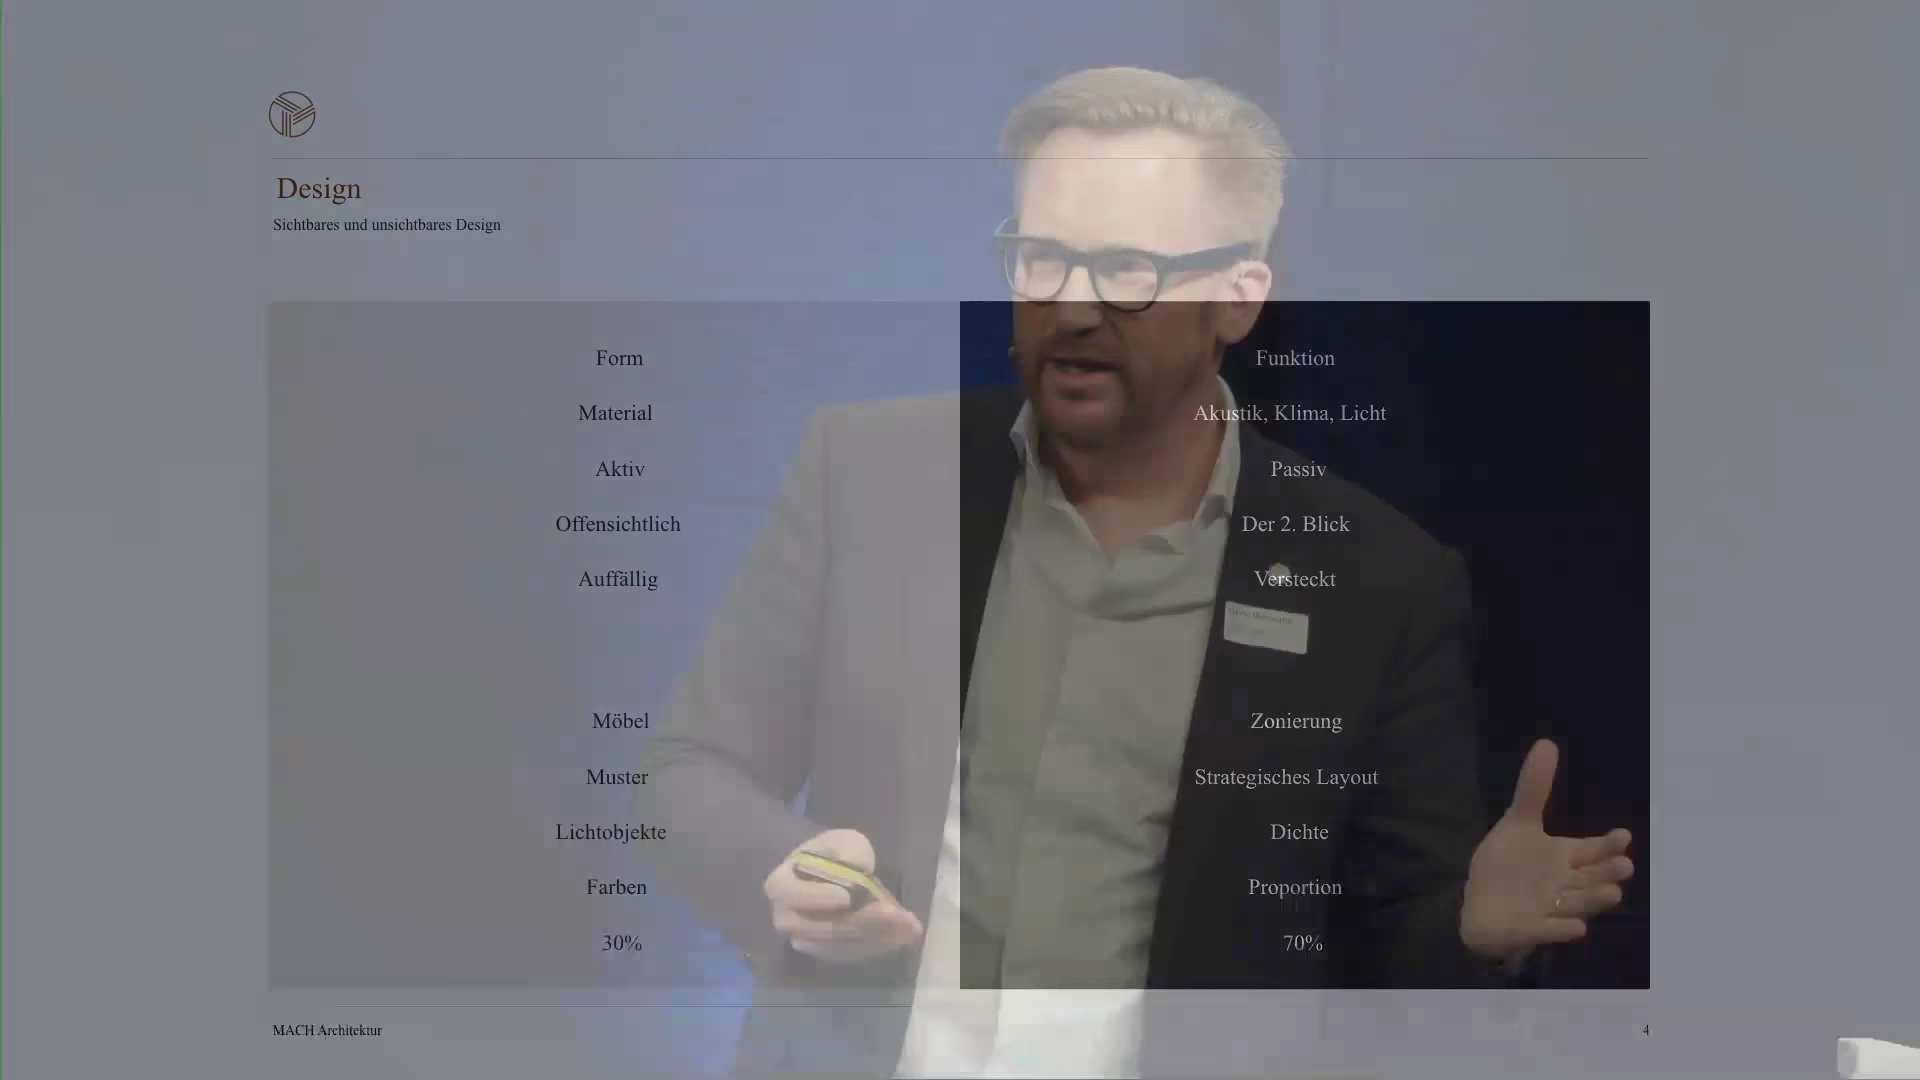 Design
Sichtbares und unsichtbares Design
Form
Funktion
Material
Akustik, Klima, Licht
Aktiv
Passiv
Offensichtlich
Der 2. Blick
Auffällig
Versteckt
Möbel
Zonierung
Muster
Strategisches Layout
Lichtobjekte
Dichte
Farben
Proportion
30%
70%
MACH Architektur
4